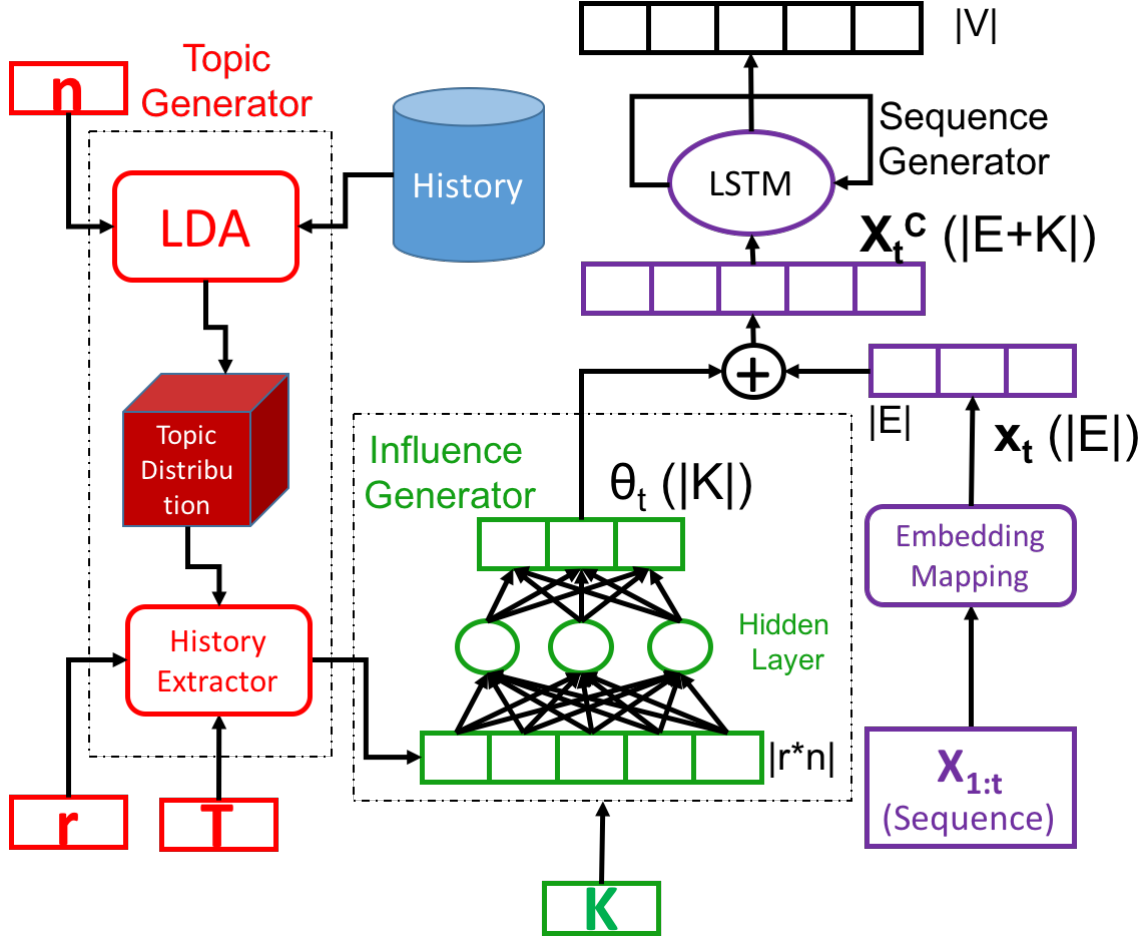 |V|
n
Topic
Generator
History
LDA
Sequence
Generator
LSTM
X_t^C (|E+K|)
+
|E|
x_t (|E|)
Topic
Distribu
tion
Influence
Generator
θ_t (|K|)
Embedding
Mapping
History
Extractor
Hidden
Layer
|r*n|
X_1:t
(Sequence)
r
T
K